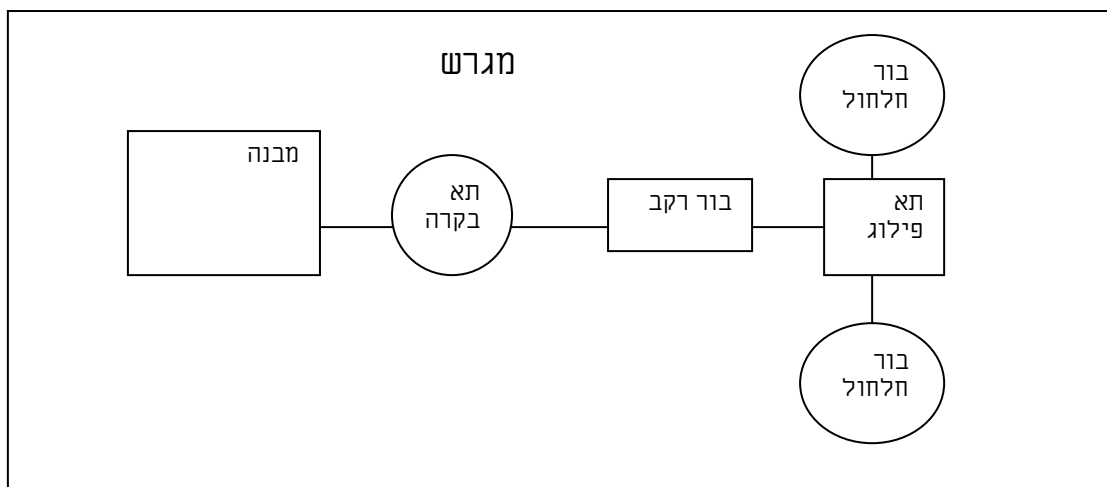 מגרש
בור
חלחול
מבנה
תא
בקרה
בור רקב
תא
פילוג
בור
חלחול